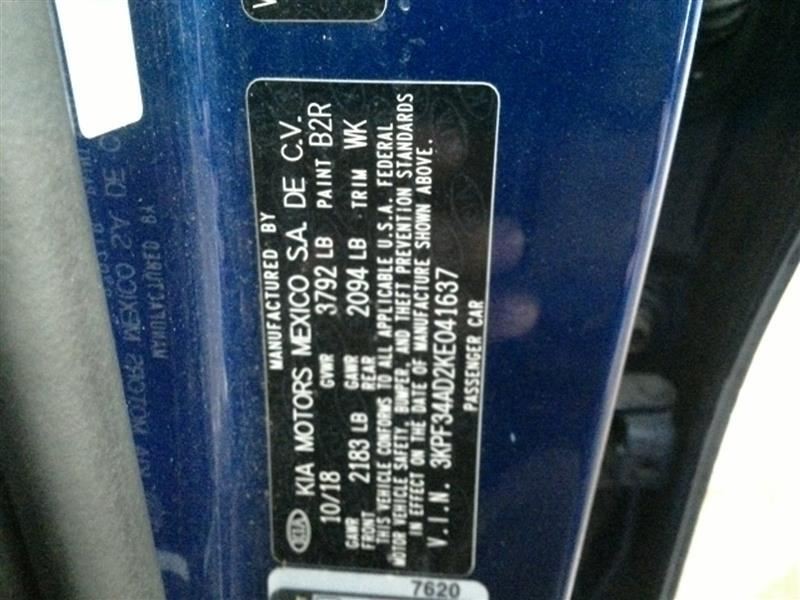 MANUFACTURED BY
KIA KIA MOTORS MEXICO S.A. DE C.V.
10/18 GVWR 3792 LB PAINT B2R
GAWR FRONT 2183 LB GAWR REAR 2094 LB TRIM WK
THIS VEHICLE CONFORMS TO ALL APPLICABLE U.S.A. FEDERAL
MOTOR VEHICLE SAFETY, BUMPER, AND THEFT PREVENTION STANDARDS
IN EFFECT ON THE DATE OF MANUFACTURE SHOWN ABOVE.
V.I.N. 3KPF34AD2KE041637
PASSENGER CAR
7620